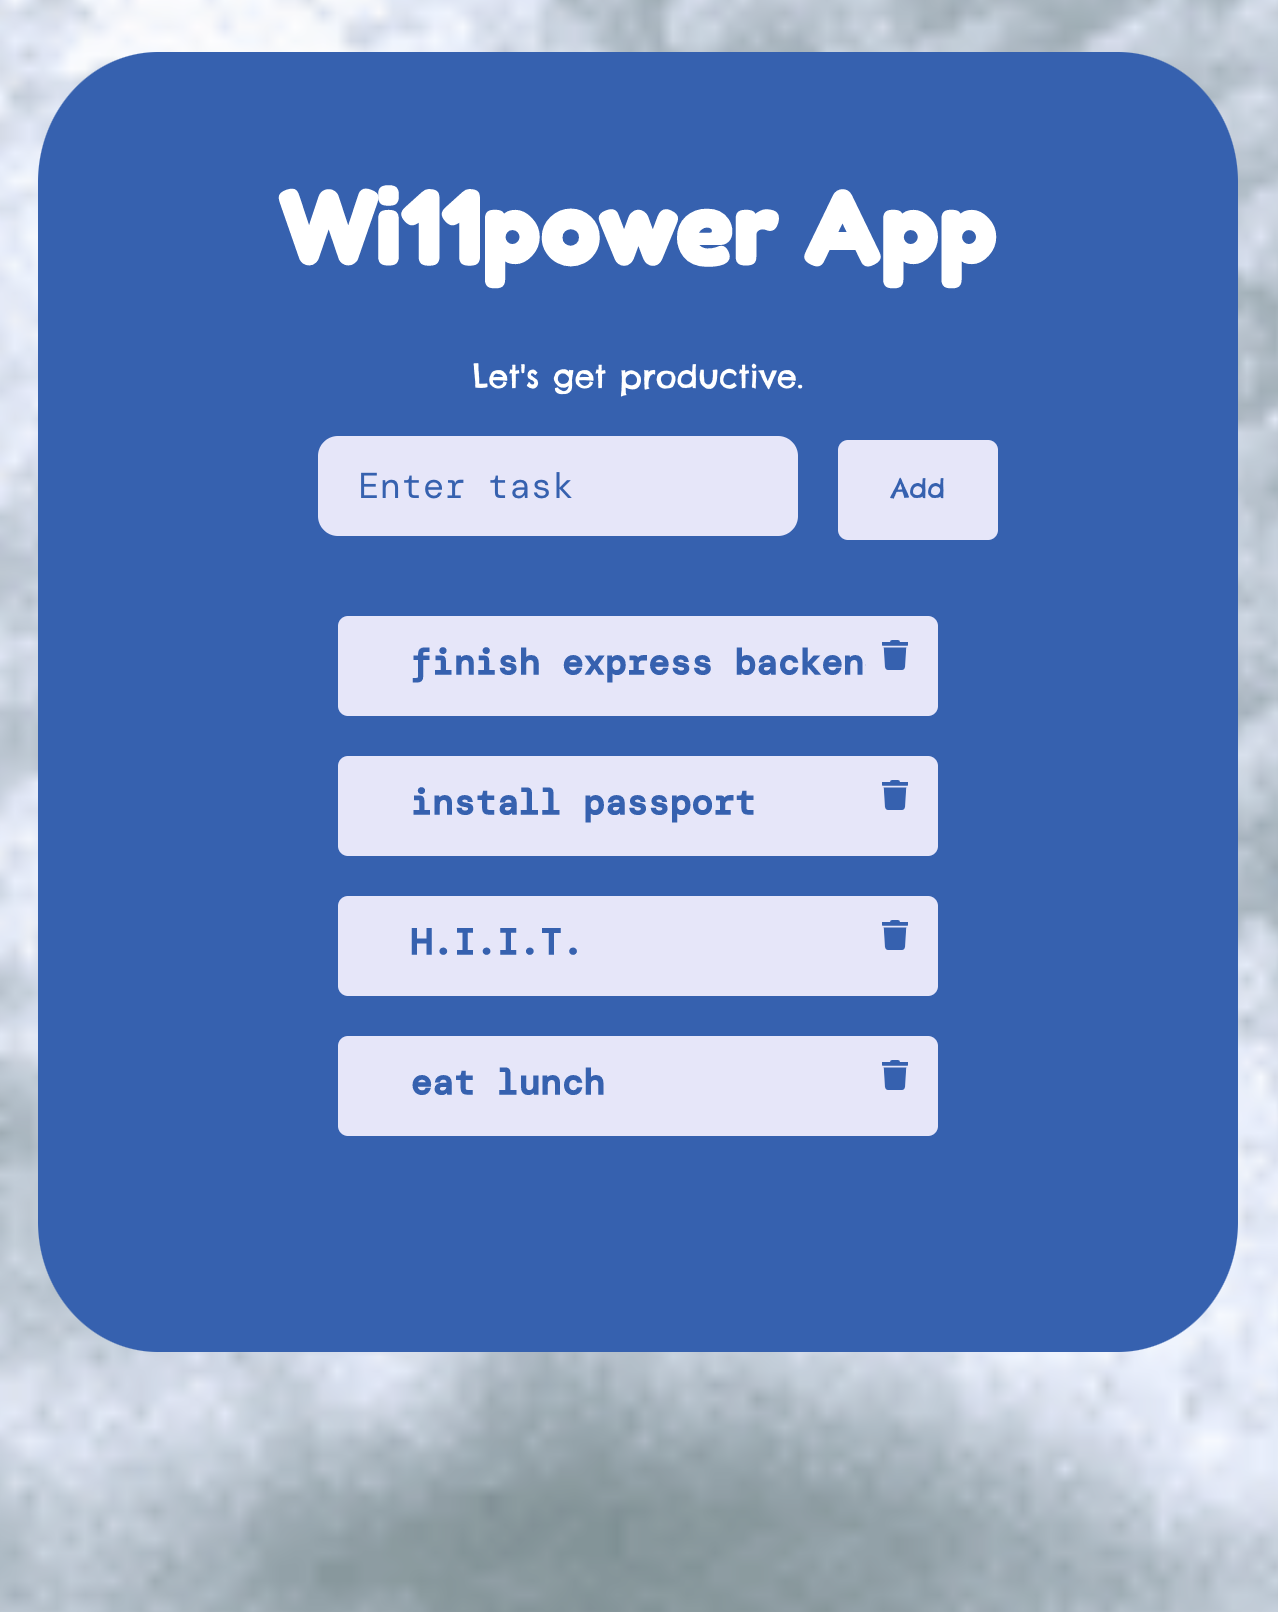 Wi11power App
Let's get productive.
Enter task
Add
finish express backen
install passport
H.I.I.T.
eat lunch